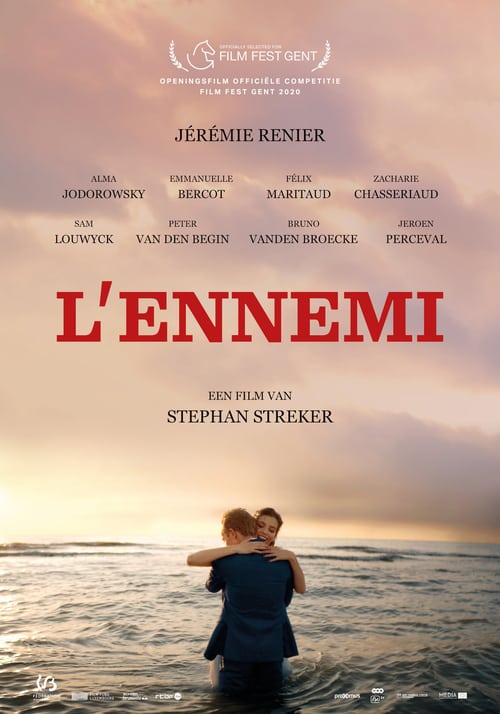 OFFICIALLY SELECTED FOR
FILM FEST GENT
OPENINGSFILM OFFICIËLE COMPETITIE
FILM FEST GENT 2020
JÉRÉMIE RENIER
ALMA JODOROWSKY
EMMANUELLE BERCOT
FÉLIX MARITAUD
ZACHARIE CHASSERIAUD
SAM LOUWYCK
PETER VAN DEN BEGIN
BRUNO VANDEN BROECKE
JEROEN PERCEVAL
L'ENNEMI
EEN FILM VAN
STEPHAN STREKER
proximus
MEDIA